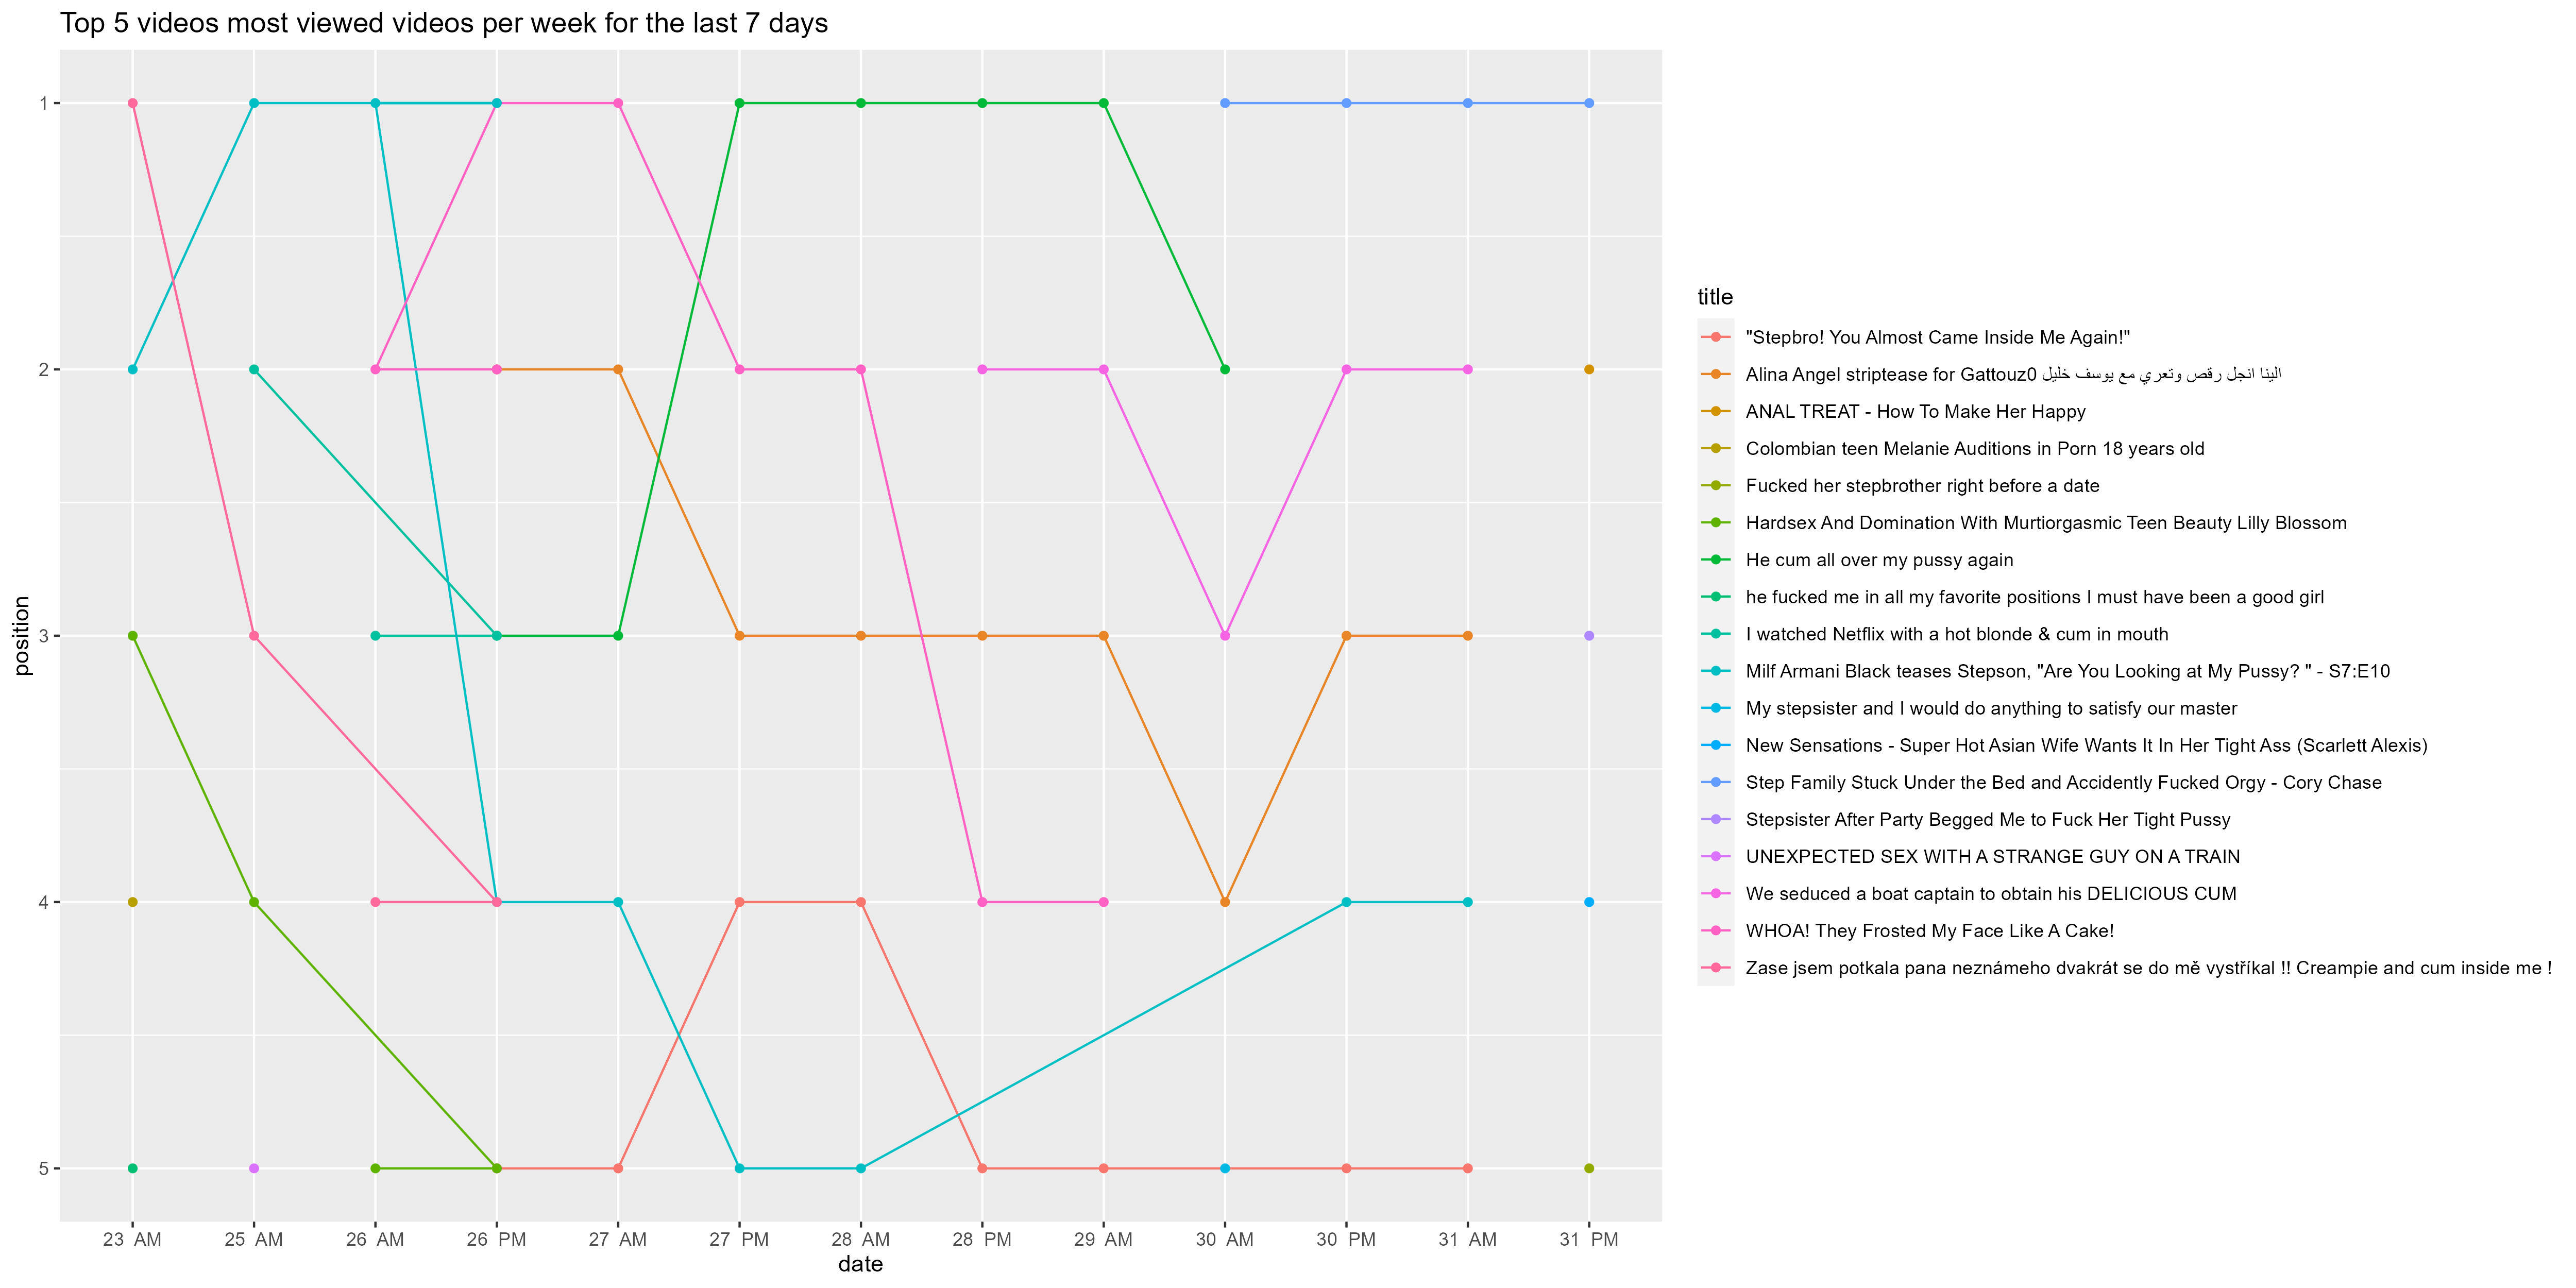 Top 5 videos most viewed videos per week for the last 7 days
position
1
2
3
4
5
23 AM
25 AM
26 AM
26 PM
27 AM
27 PM
28 AM
28 PM
29 AM
30 AM
30 PM
31 AM
31 PM
date
title
"Stepbro! You Almost Came Inside Me Again!"
Alina Angel striptease for Gattouz0 الينا انجل رقص وتعري مع يوسف خليل
ANAL TREAT - How To Make Her Happy
Colombian teen Melanie Auditions in Porn 18 years old
Fucked her stepbrother right before a date
Hardsex And Domination With Murtiorgasmic Teen Beauty Lilly Blossom
He cum all over my pussy again
he fucked me in all my favorite positions I must have been a good girl
I watched Netflix with a hot blonde & cum in mouth
Milf Armani Black teases Stepson, "Are You Looking at My Pussy? " - S7:E10
My stepsister and I would do anything to satisfy our master
New Sensations - Super Hot Asian Wife Wants It In Her Tight Ass (Scarlett Alexis)
Step Family Stuck Under the Bed and Accidently Fucked Orgy - Cory Chase
Stepsister After Party Begged Me to Fuck Her Tight Pussy
UNEXPECTED SEX WITH A STRANGE GUY ON A TRAIN
We seduced a boat captain to obtain his DELICIOUS CUM
WHOA! They Frosted My Face Like A Cake!
Zase jsem potkala pana neznámeho dvakrát se do mě vystříkal !! Creampie and cum inside me !